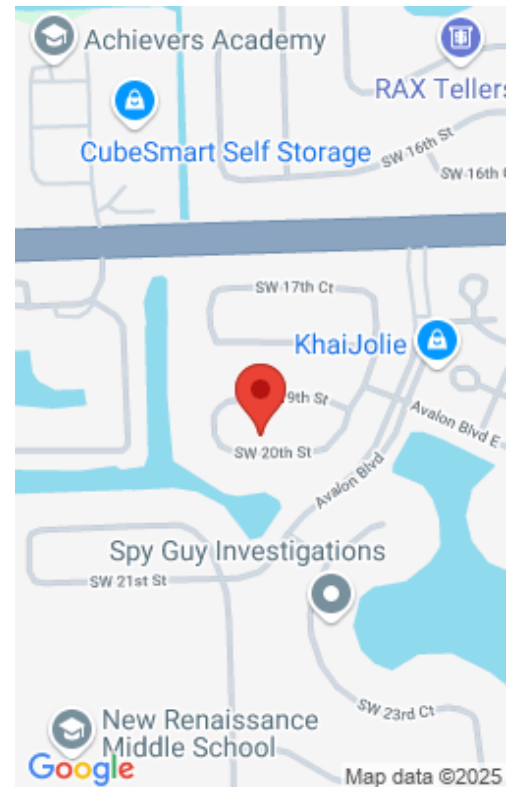 Achievers Academy
RAX Tellers
CubeSmart Self Storage
SW 16th St
SW 16th
SW 17th Ct
KhaiJolie
9th St
Avalon Blvd E
SW 20th St
Avalon Blvd
Spy Guy Investigations
SW 21st St
SW 23rd Ct
New Renaissance
Middle School
Google
Map data ©2025